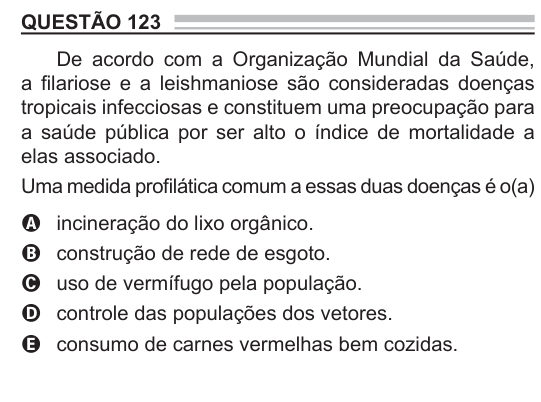 QUESTÃO 123
De acordo com a Organização Mundial da Saúde,
a filariose e a leishmaniose são consideradas doenças
tropicais infecciosas e constituem uma preocupação para
a saúde pública por ser alto o índice de mortalidade a
elas associado.
Uma medida profilática comum a essas duas doenças é o(a)
A incineração do lixo orgânico.
B construção de rede de esgoto.
C uso de vermífugo pela população.
D controle das populações dos vetores.
E consumo de carnes vermelhas bem cozidas.